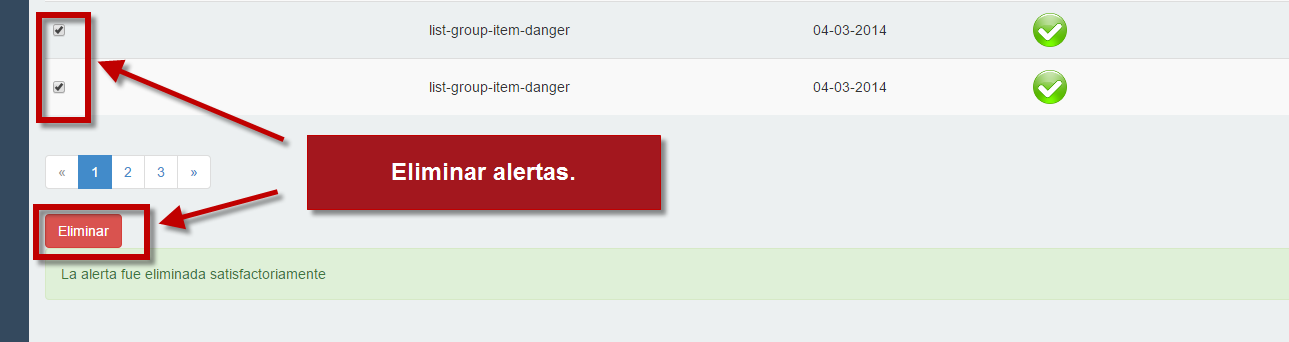 list-group-item-danger 04-03-2014
list-group-item-danger 04-03-2014
« 1 2 3 »
Eliminar alertas.
Eliminar
La alerta fue eliminada satisfactoriamente